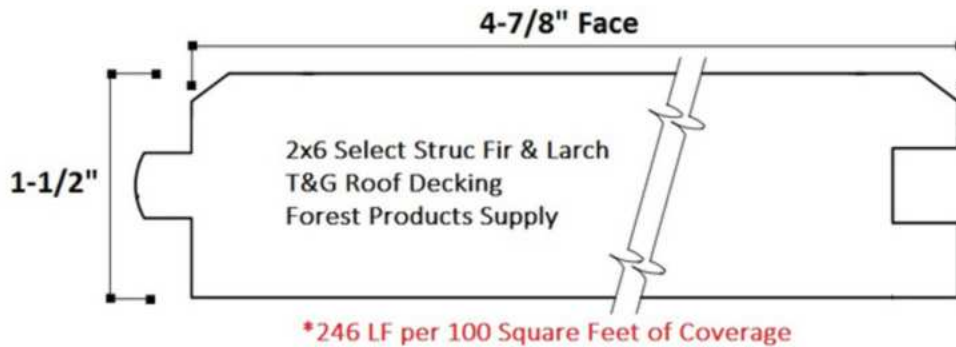 4-7/8" Face
1-1/2"
2x6 Select Struc Fir & Larch
T&G Roof Decking
Forest Products Supply
*246 LF per 100 Square Feet of Coverage